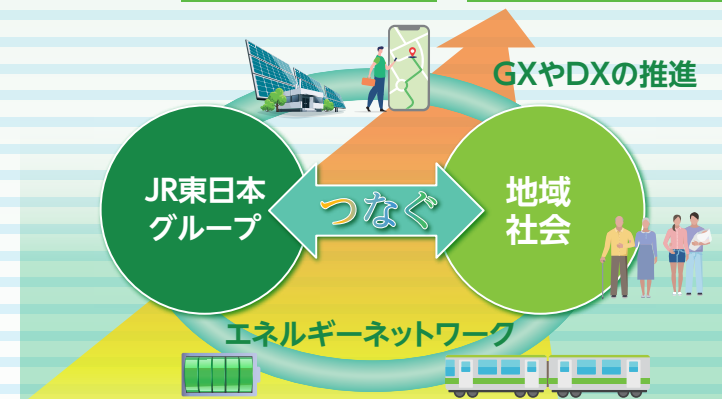 GXやDXの推進
JR東日本
グループ
つなぐ
地域
社会
エネルギーネットワーク